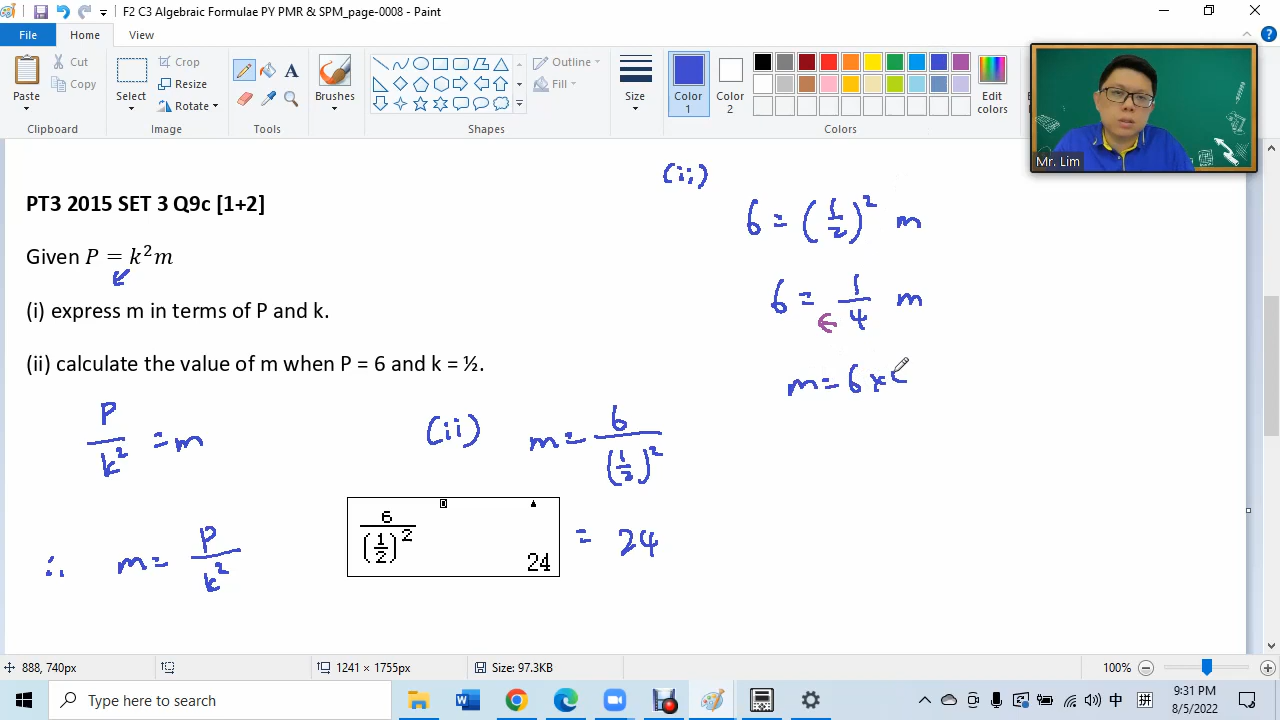 F2 C3 Algebraic Formulae PY PMR & SPM_page-0008 - Paint
File Home View
Paste
Cut
Copy
Clipboard
Select
Crop
Resize
Rotate
Image
A
Tools
Brushes
Shapes
Outline
Fill
Size
Color 1
Color 2
Edit colors
Colors
Mr. Lim
PT3 2015 SET 3 Q9c [1+2]
Given P = k²m
(i) express m in terms of P and k.
(ii) calculate the value of m when P = 6 and k = ½.
P/k² = m
∴ m = P/k²
(ii) m = 6/(1/2)²
6/(1/2)² 24
= 24
(ii)
6 = (1/2)² m
6 = 1/4 m
m = 6 ×
888, 740px
1241 × 1755px
Size: 97.3KB
100%
Type here to search
中
拼
9:31 PM
8/5/2022